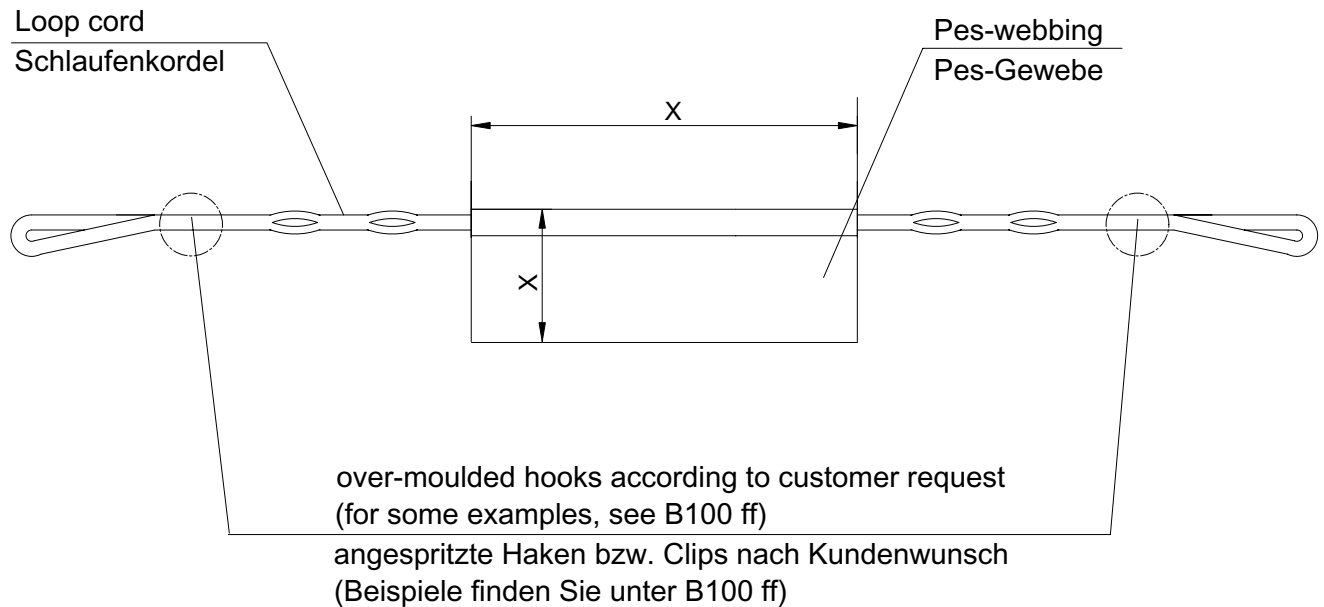 Loop cord
Schlaufenkordel
Pes-webbing
Pes-Gewebe
X
X
over-moulded hooks according to customer request
(for some examples, see B100 ff)
angespritzte Haken bzw. Clips nach Kundenwunsch
(Beispiele finden Sie unter B100 ff)